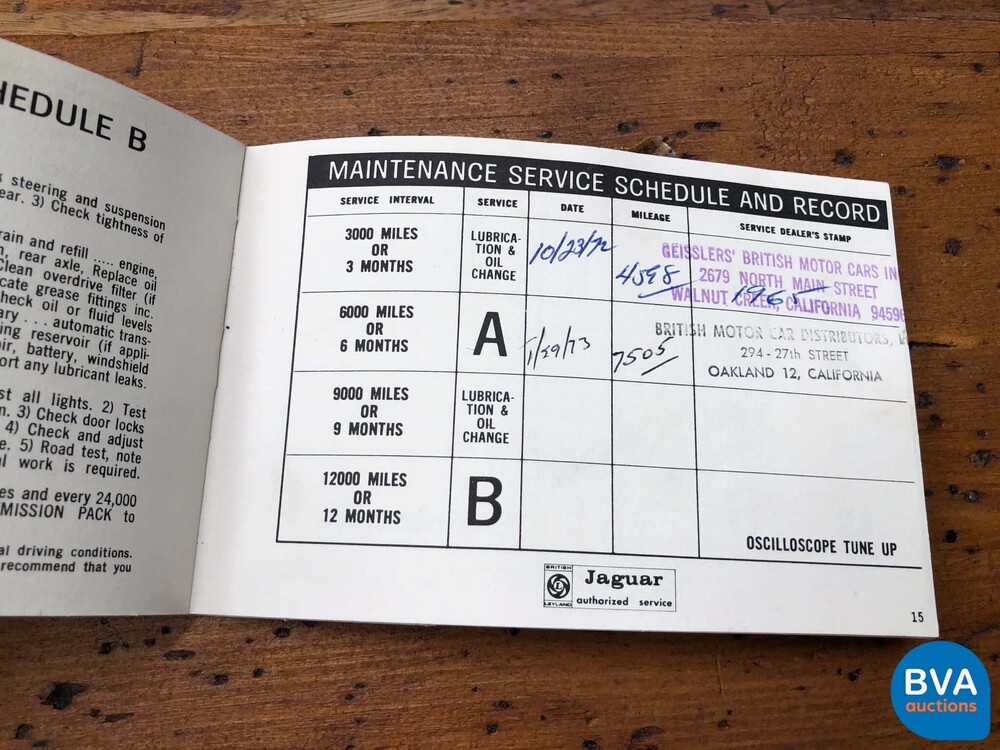 HEDULE B
steering and suspension
ear. 3) Check tightness of
rain and refill ..... engine,
rear axle, Replace oil
Clean overdrive filter (if
icate grease fittings inc.
heck oil or fluid levels
ary . . . automatic trans-
ing reservoir (if appli-
ir, battery, windshield
ort any lubricant leaks.
st all lights. 2) Test
n. 3) Check door locks
4) Check and adjust
e. 5) Road test, note
al work is required.
es and every 24,000
MISSION PACK to
al driving conditions.
recommend that you
MAINTENANCE SERVICE SCHEDULE AND RECORD
SERVICE INTERVAL SERVICE DATE MILEAGE SERVICE DEALER'S STAMP
3000 MILES
OR
3 MONTHS
LUBRICA-
TION &
OIL
CHANGE
10/23/72
4598
GEISSLERS' BRITISH MOTOR CARS IN
2679 NORTH MAIN STREET
WALNUT CREEK, CALIFORNIA 94596
1965
6000 MILES
OR
6 MONTHS
A
1/29/73
7505
BRITISH MOTOR CAR DISTRIBUTORS, L
294-27th STREET
OAKLAND 12, CALIFORNIA
9000 MILES
OR
9 MONTHS
LUBRICA-
TION &
OIL
CHANGE
12000 MILES
OR
12 MONTHS
B
OSCILLOSCOPE TUNE UP
BRITISH
L
LEYLAND
Jaguar
authorized service
15
BVA
auctions